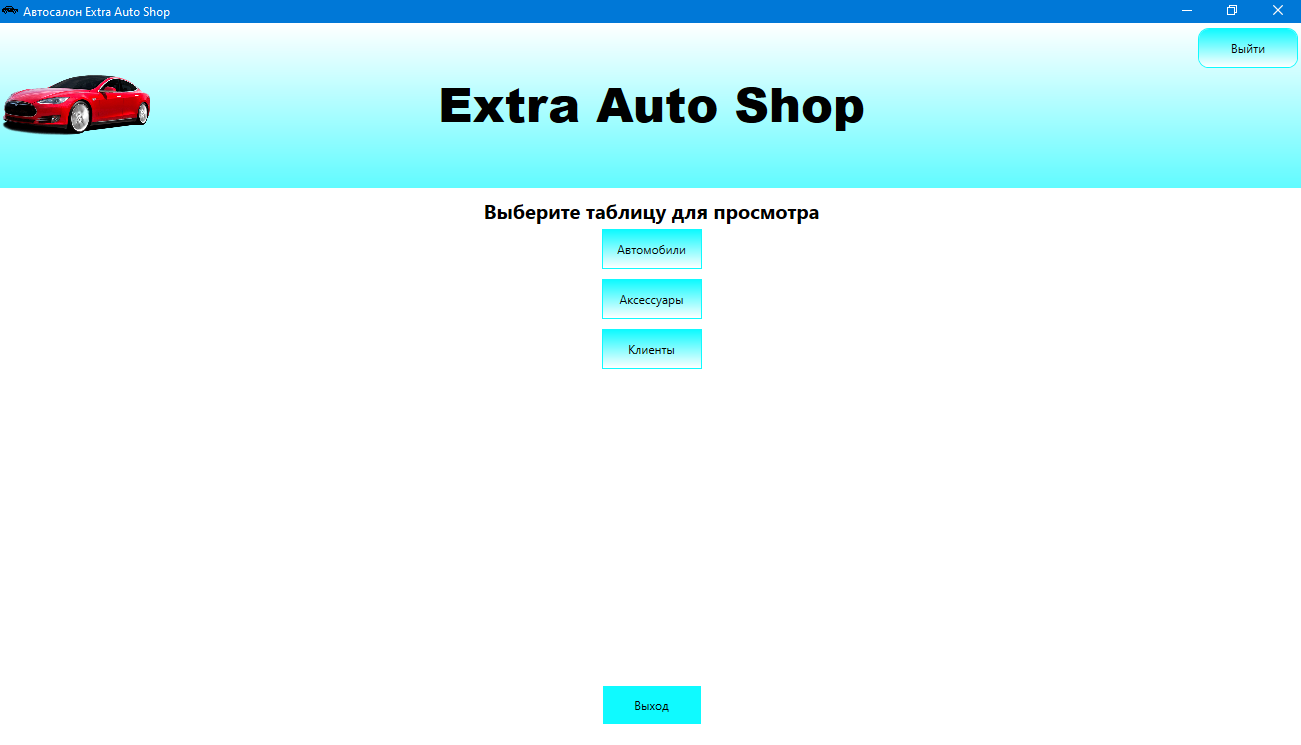 Автосалон Extra Auto Shop
Выйти
Extra Auto Shop
Выберите таблицу для просмотра
Автомобили
Аксессуары
Клиенты
Выход